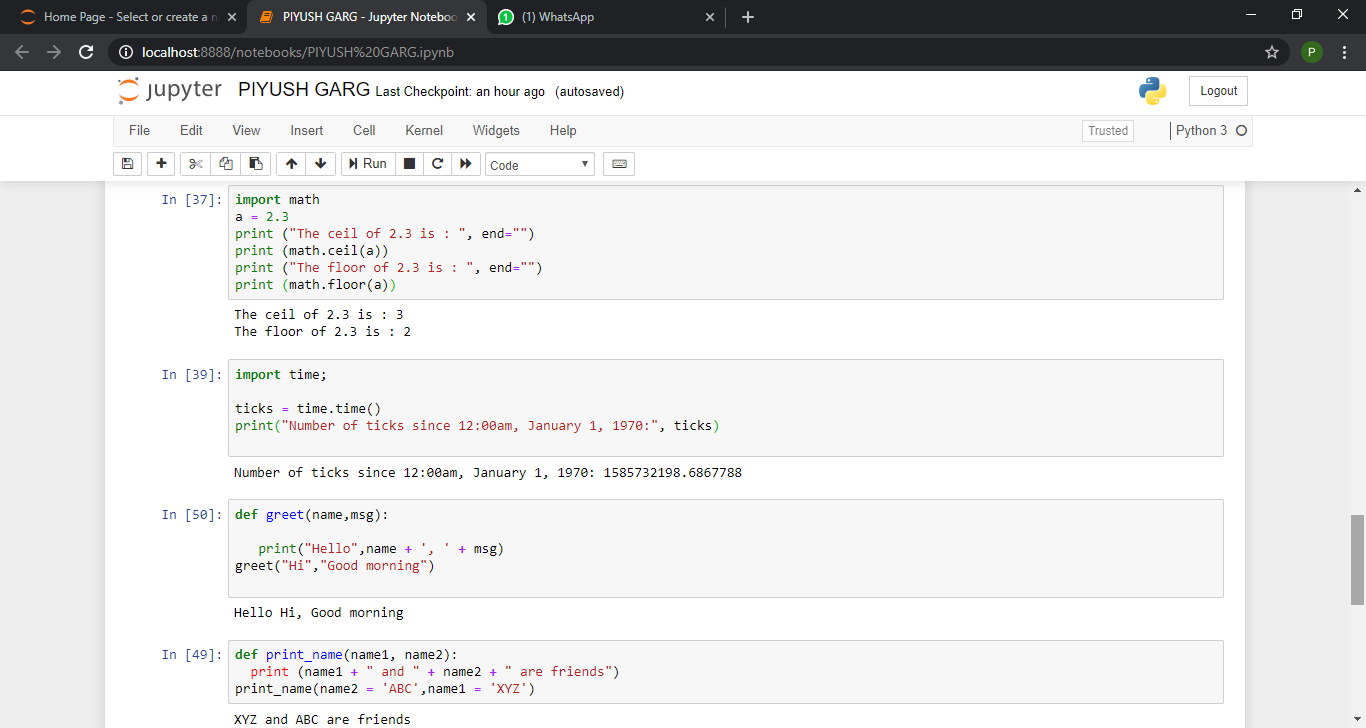 Home Page - Select or create a n
PIYUSH GARG - Jupyter Noteboo
(1) WhatsApp
localhost:8888/notebooks/PIYUSH%20GARG.ipynb
P
jupyter PIYUSH GARG Last Checkpoint: an hour ago (autosaved)
Logout
File Edit View Insert Cell Kernel Widgets Help
Trusted
Python 3
Run
Code
In [37]:
import math
a = 2.3
print ("The ceil of 2.3 is : ", end="")
print (math.ceil(a))
print ("The floor of 2.3 is : ", end="")
print (math.floor(a))
The ceil of 2.3 is : 3
The floor of 2.3 is : 2
In [39]:
import time;
ticks = time.time()
print("Number of ticks since 12:00am, January 1, 1970:", ticks)
Number of ticks since 12:00am, January 1, 1970: 1585732198.6867788
In [50]:
def greet(name,msg):
print("Hello",name + ', ' + msg)
greet("Hi","Good morning")
Hello Hi, Good morning
In [49]:
def print_name(name1, name2):
print (name1 + " and " + name2 + " are friends")
print_name(name2 = 'ABC',name1 = 'XYZ')
XYZ and ABC are friends